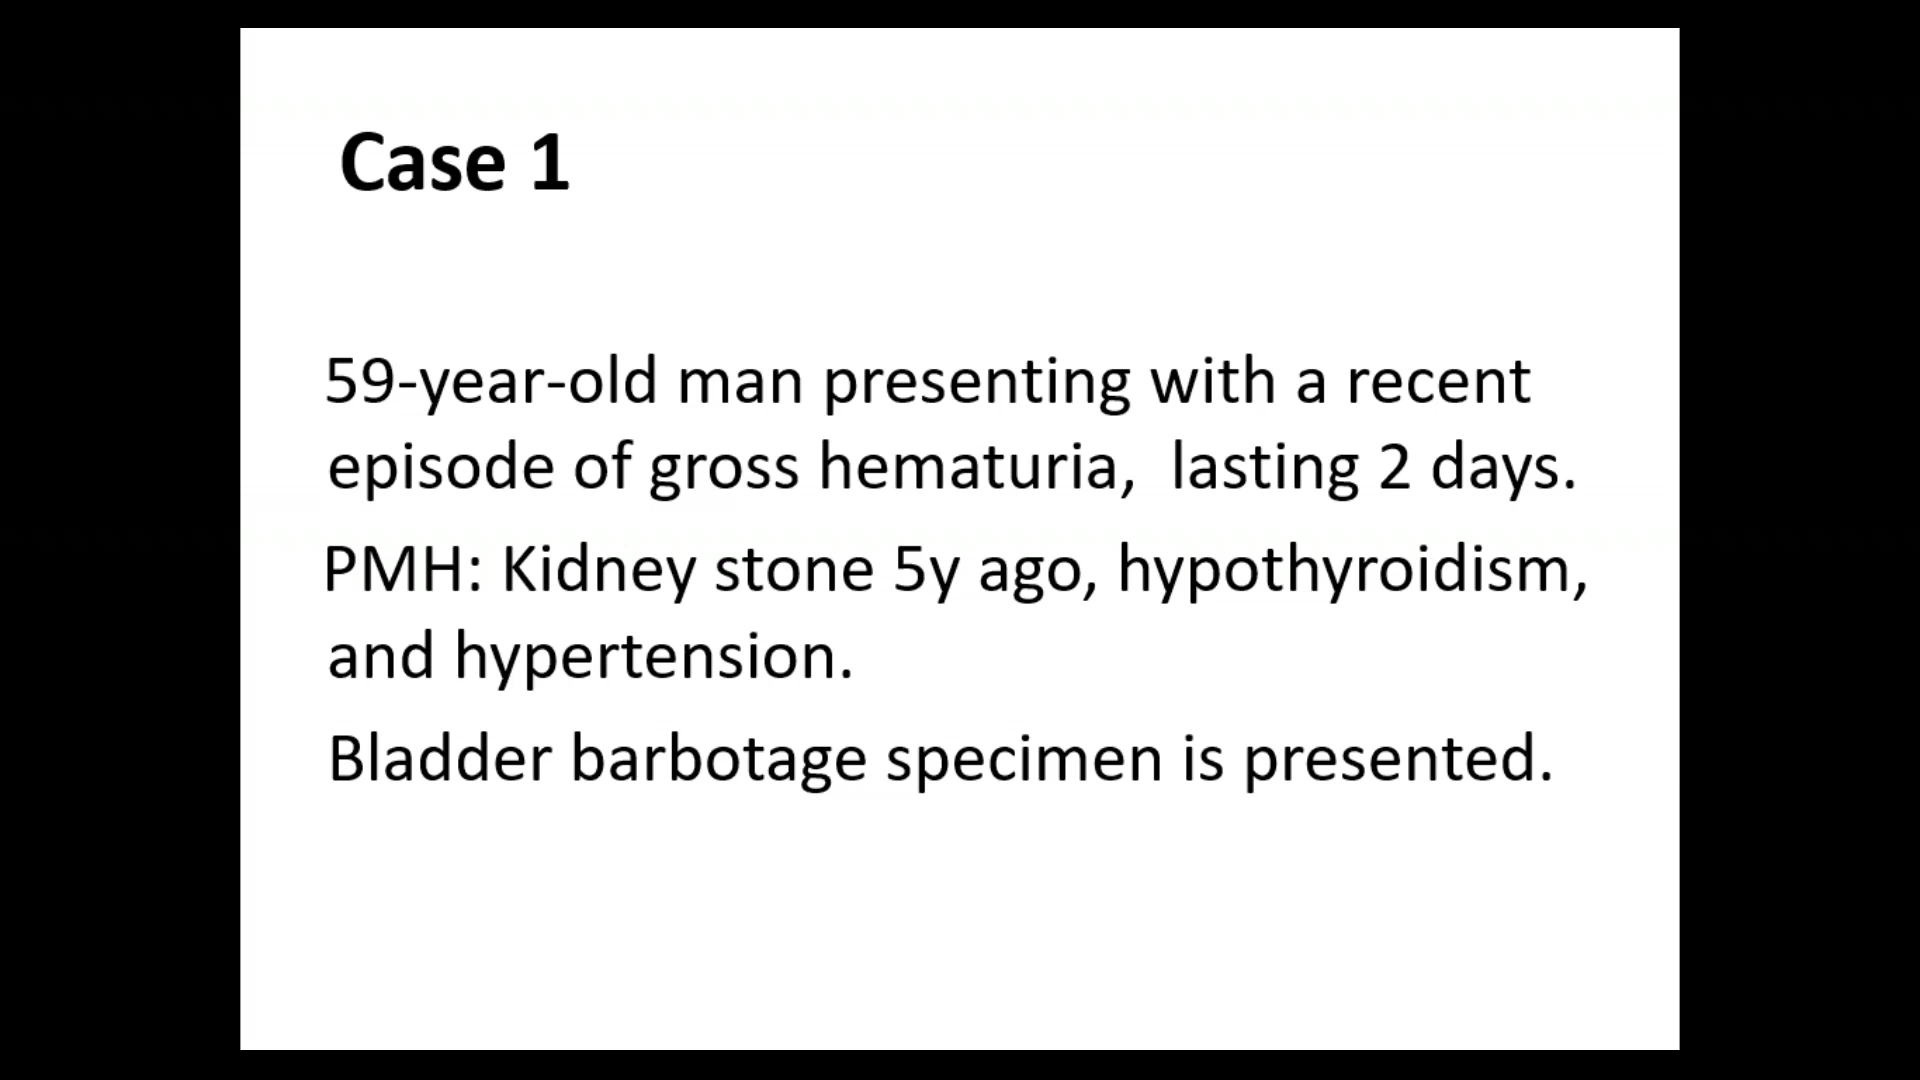 Case 1
59-year-old man presenting with a recent
episode of gross hematuria,  lasting 2 days.
PMH: Kidney stone 5y ago, hypothyroidism,
and hypertension.
Bladder barbotage specimen is presented.